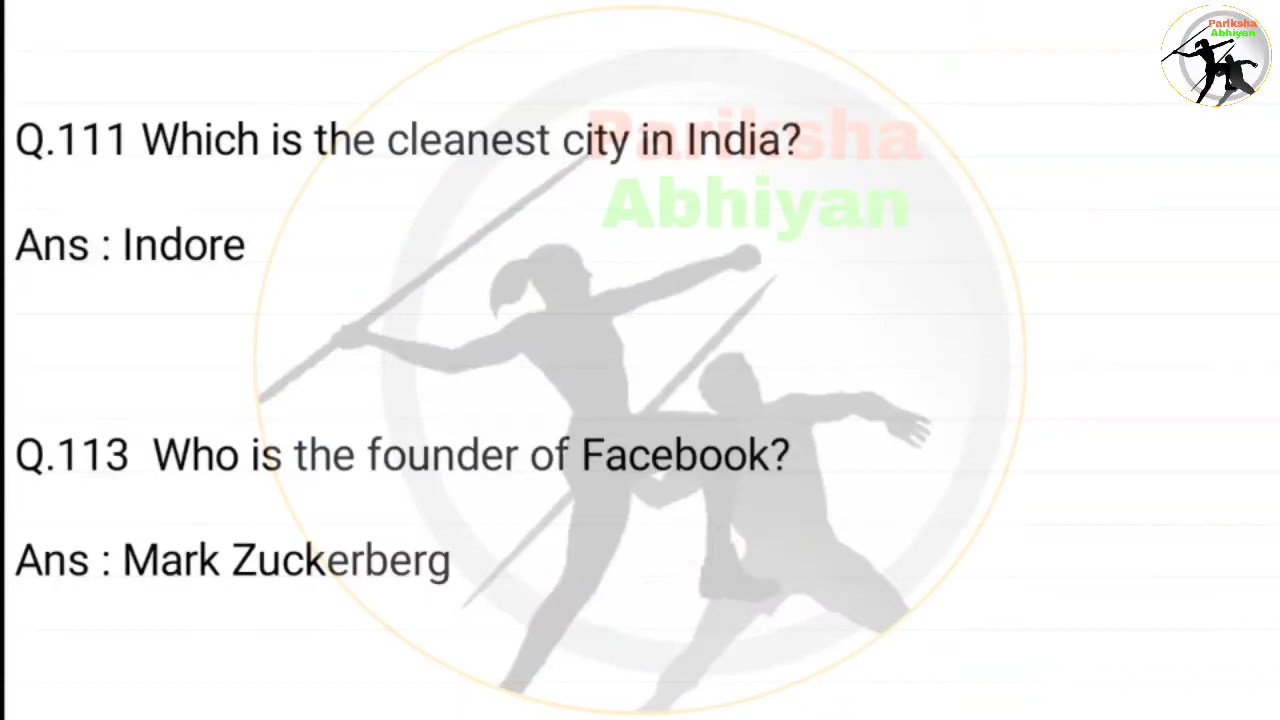 Pariksha
Abhiyan
Q.111 Which is the cleanest city in India?
Pariksha
Abhiyan
Ans : Indore
Q.113 Who is the founder of Facebook?
Ans : Mark Zuckerberg